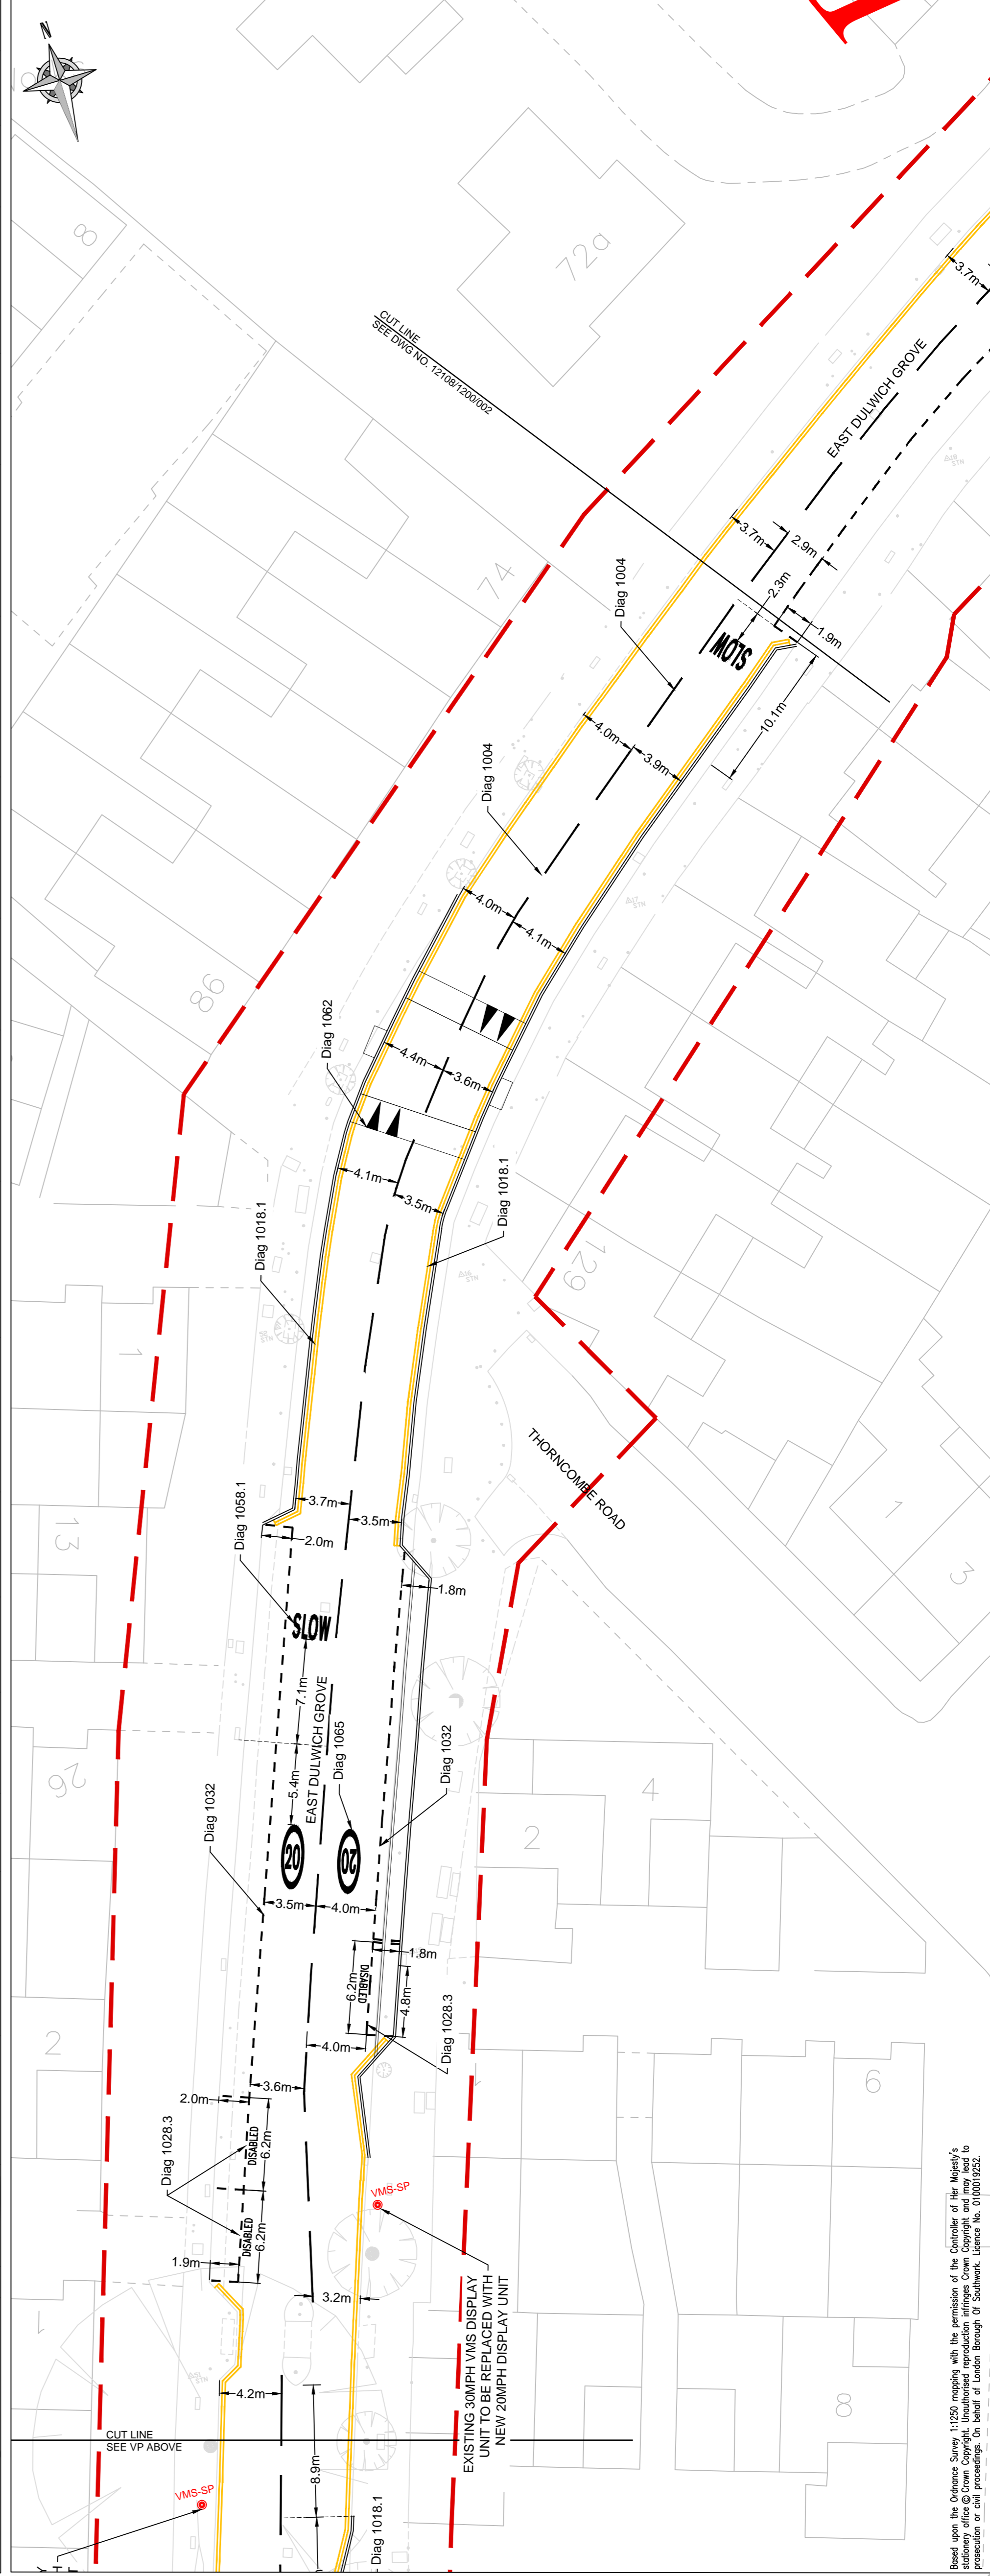 N
8
72a
CUT LINE
SEE DWG NO. 12108/1200/002
3.7m
EAST DULWICH GROVE
3.7m
2.9m
2.3m
74
Diag 1004
SLOW
1.9m
10.1m
4.0m
3.9m
Diag 1004
4.0m
4.1m
98
Diag 1062
4.4m
3.6m
4.1m
3.5m
Diag 1018.1
Diag 1018.1
129
1
THORNCOMBE ROAD
1
3
13
3.7m
3.5m
Diag 1058.1
2.0m
1.8m
SLOW
7.1m
EAST DULWICH GROVE
5.4m
Diag 1065
Diag 1032
Diag 1032
26
4
2
20
20
3.5m
4.0m
1.8m
6.2m
DISABLED
4.8m
Diag 1028.3
4.0m
2
3.6m
2.0m
Diag 1028.3
DISABLED
6.2m
DISABLED
6.2m
1.9m
1
9
VMS-SP
3.2m
EXISTING 30MPH VMS DISPLAY
UNIT TO BE REPLACED WITH
NEW 20MPH DISPLAY UNIT
1
4.2m
CUT LINE
SEE VP ABOVE
8.9m
VMS-SP
8
Diag 1018.1
Based upon the Ordnance Survey 1:1250 mapping with the permission of the Controller of Her Majesty's
stationery office © Crown Copyright. Unauthorised reproduction infringes Crown Copyright and may lead to
prosecution or civil proceedings. On behalf of London Borough Of Southwark. Licence No. 0100019252.